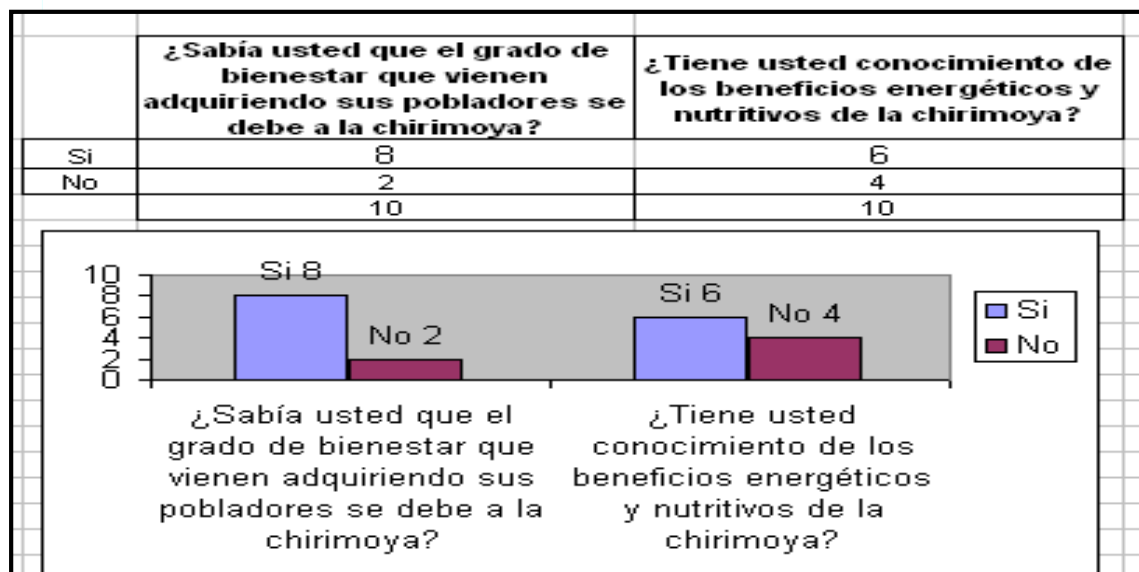 ¿Sabía usted que el grado de
bienestar que vienen
adquiriendo sus pobladores se
debe a la chirimoya?
¿Tiene usted conocimiento de
los beneficios energéticos y
nutritivos de la chirimoya?
Si 8 6
No 2 4
10 10
10
8
6
4
2
0
Si 8
No 2
Si 6
No 4
Si
No
¿Sabía usted que el
grado de bienestar que
vienen adquiriendo sus
pobladores se debe a la
chirimoya?
¿Tiene usted
conocimiento de los
beneficios energéticos
y nutritivos de la
chirimoya?